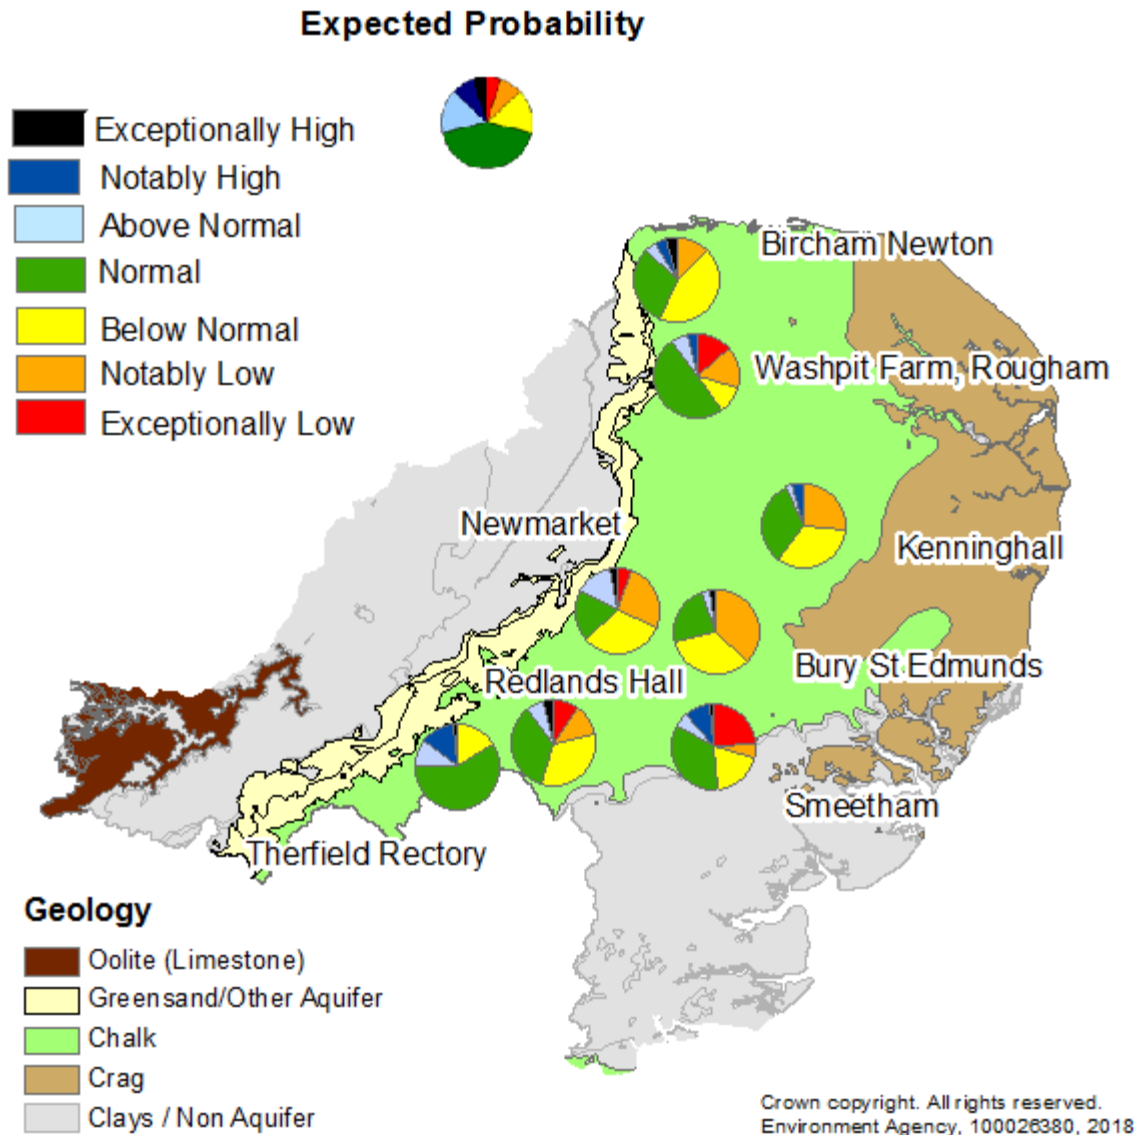 Expected Probability
Exceptionally High
Notably High
Above Normal
Normal
Below Normal
Notably Low
Exceptionally Low
Bircham Newton
Washpit Farm, Rougham
Newmarket
Kenninghall
Bury St Edmunds
Redlands Hall
Smeetham
Therfield Rectory
Geology
Oolite (Limestone)
Greensand/Other Aquifer
Chalk
Crag
Clays / Non Aquifer
Crown copyright. All rights reserved.
Environment Agency, 100026380, 2018